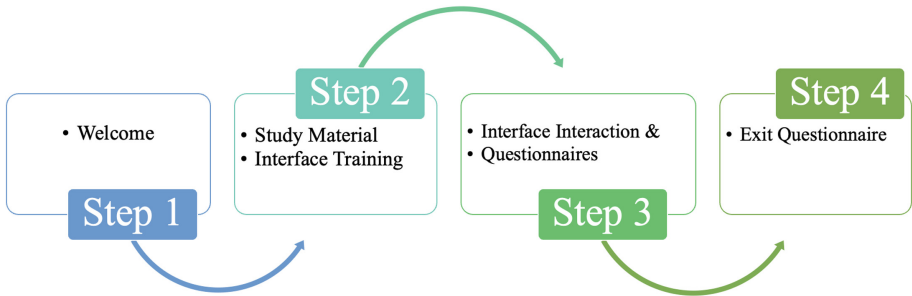 • Welcome
Step 1
Step 2
• Study Material
• Interface Training
• Interface Interaction &
• Questionnaires
Step 3
Step 4
• Exit Questionnaire